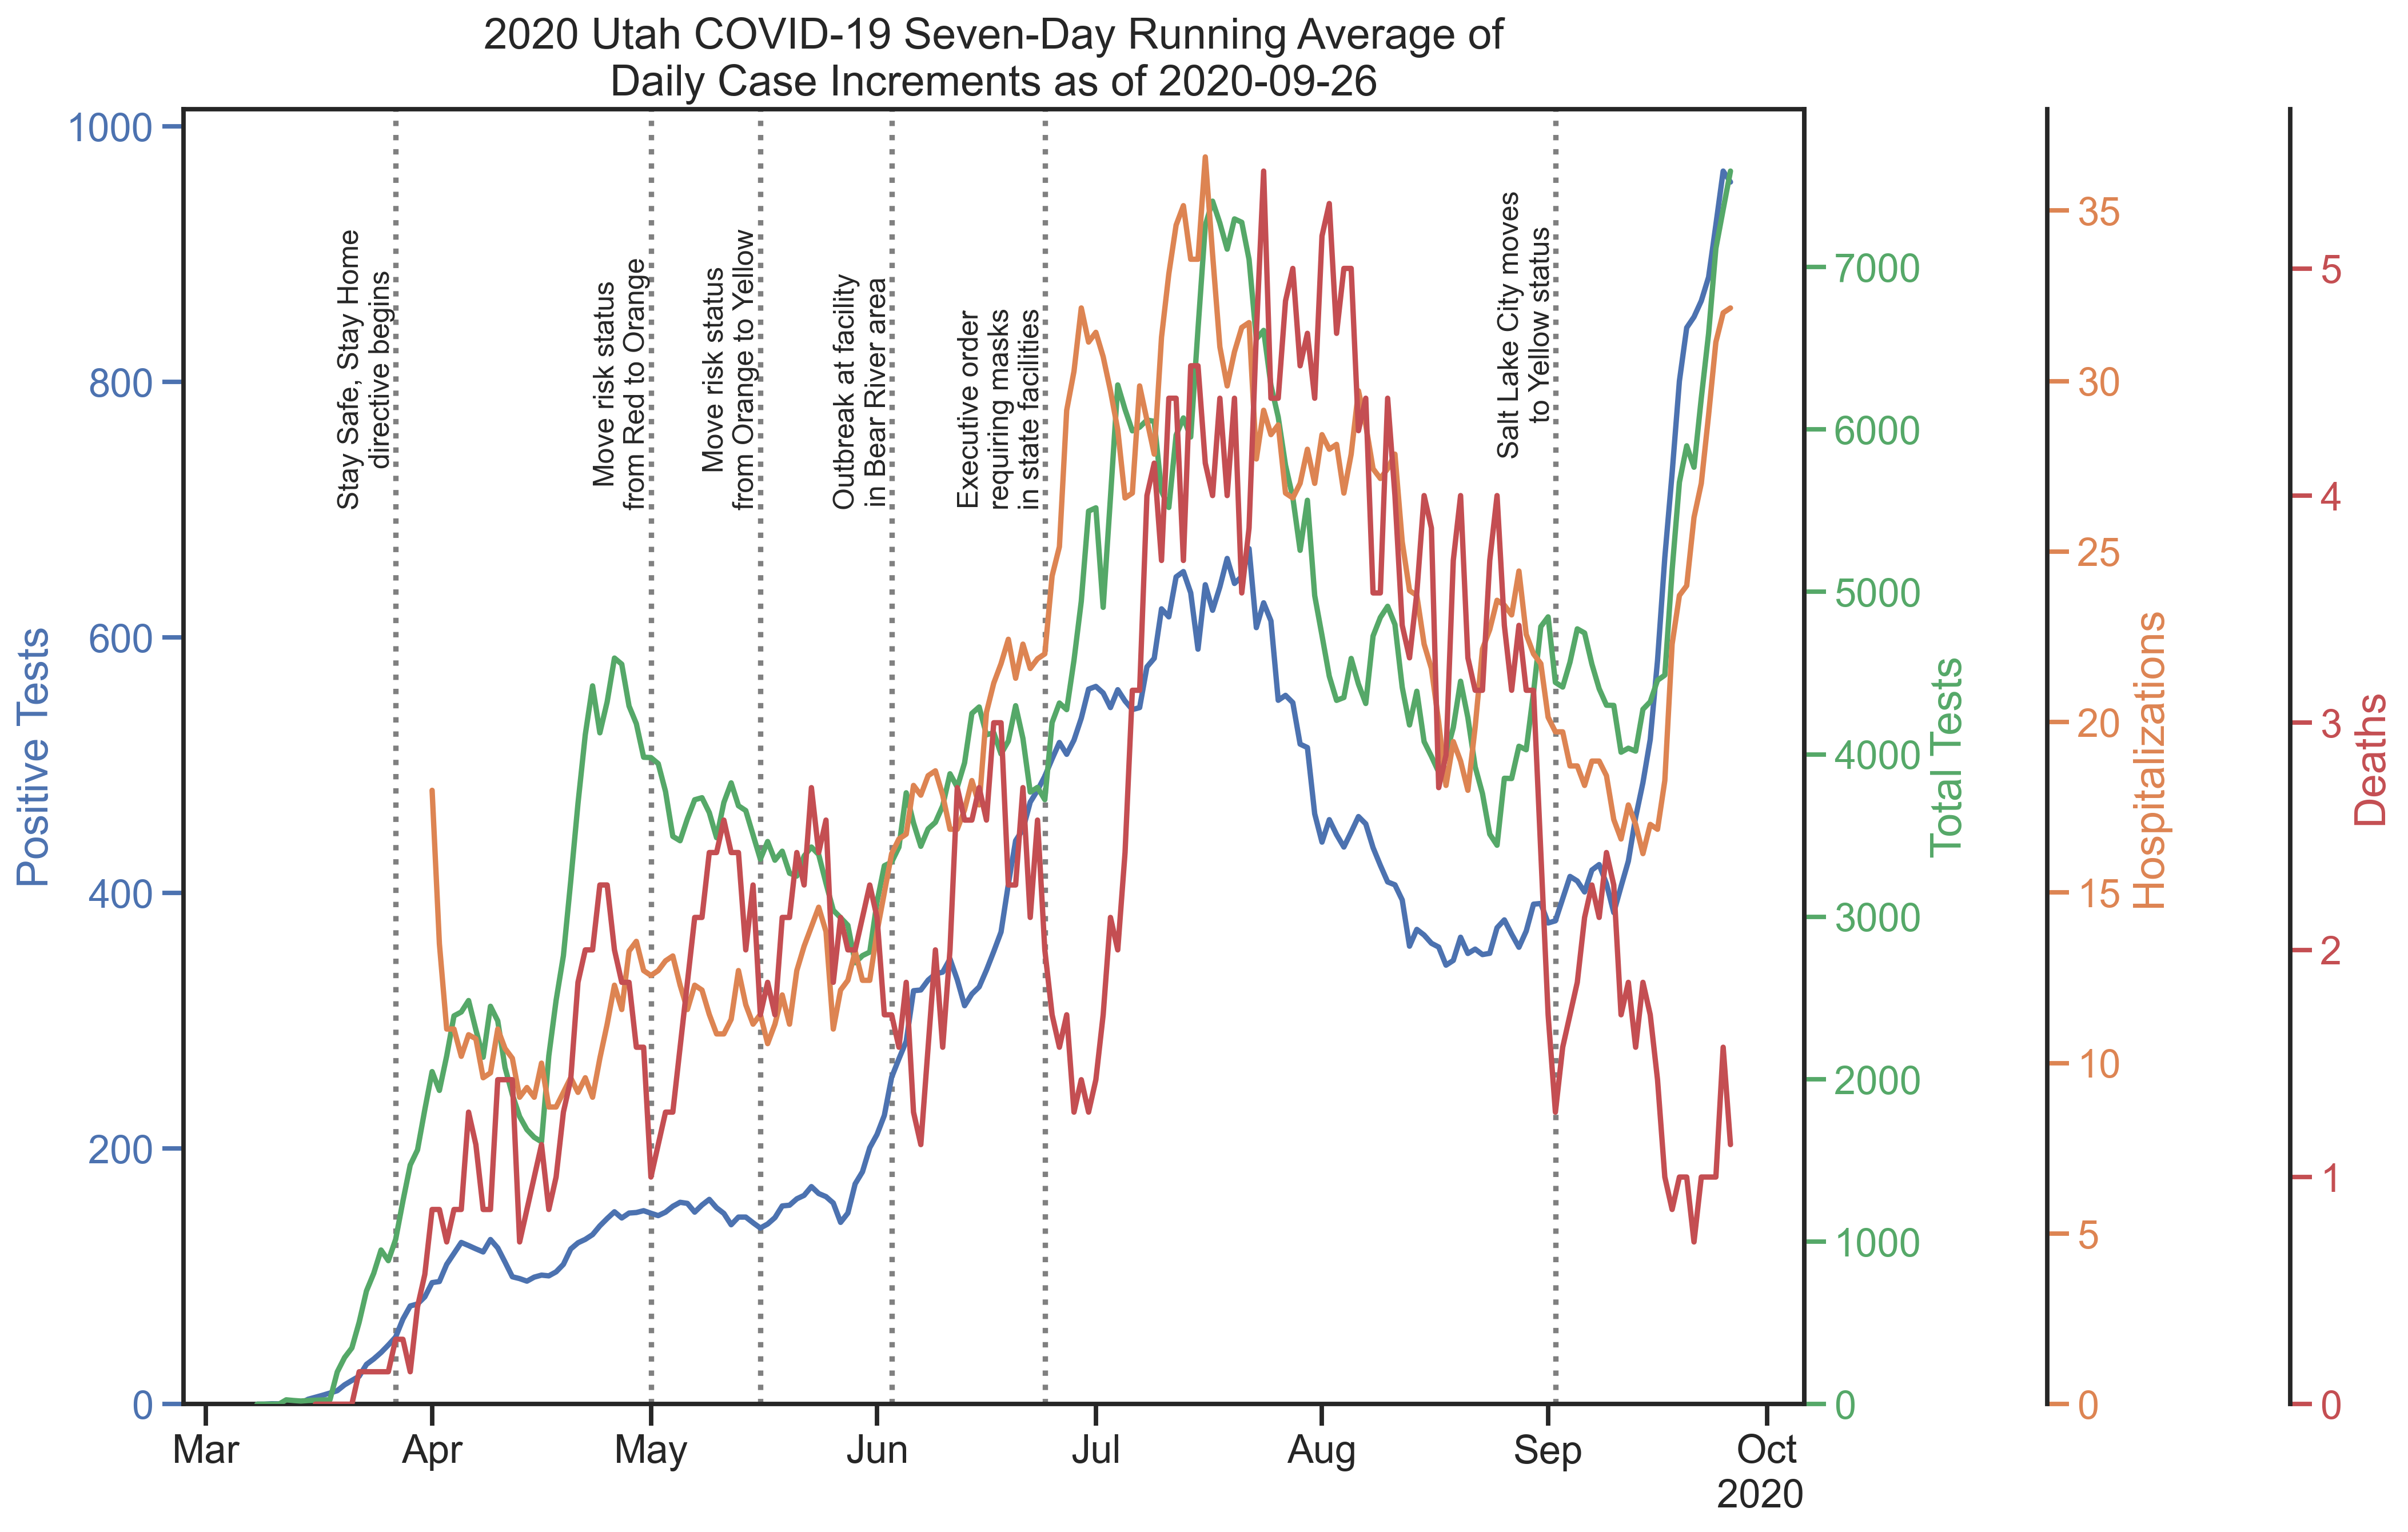 2020 Utah COVID-19 Seven-Day Running Average of
Daily Case Increments as of 2020-09-26
Positive Tests
1000
800
600
400
200
0
Stay Safe, Stay Home
directive begins
Move risk status
from Red to Orange
Move risk status
from Orange to Yellow
Outbreak at facility
in Bear River area
Executive order
requiring masks
in state facilities
Salt Lake City moves
to Yellow status
Mar
Apr
May
Jun
Jul
Aug
Sep
Oct
2020
7000
6000
5000
4000
3000
2000
1000
0
Total Tests
35
30
25
20
15
10
5
0
Hospitalizations
5
4
3
2
1
0
Deaths